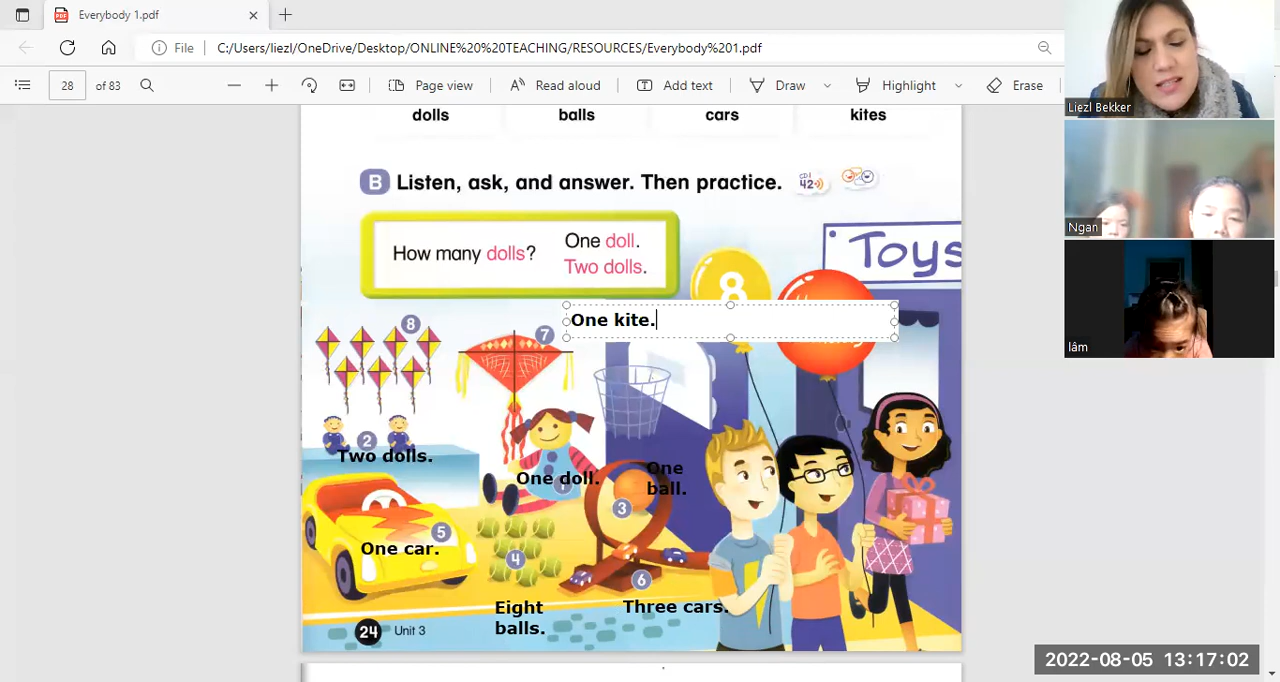 Everybody 1.pdf
File
C:/Users/liezl/OneDrive/Desktop/ONLINE%20%20TEACHING/RESOURCES/Everybody%201.pdf
28 of 83
Page view
Read aloud
Add text
Draw
Highlight
Erase
Liezl Bekker
Ngan
lâm
dolls balls cars kites
B Listen, ask, and answer. Then practice.
CD1
42
How many dolls?
One doll.
Two dolls.
Toys
8
One kite.
8
7
2
Two dolls.
One doll.
1
One
ball.
3
5
One car.
4
6
Eight
balls.
Three cars.
24 Unit 3
2022-08-05 13:17:02